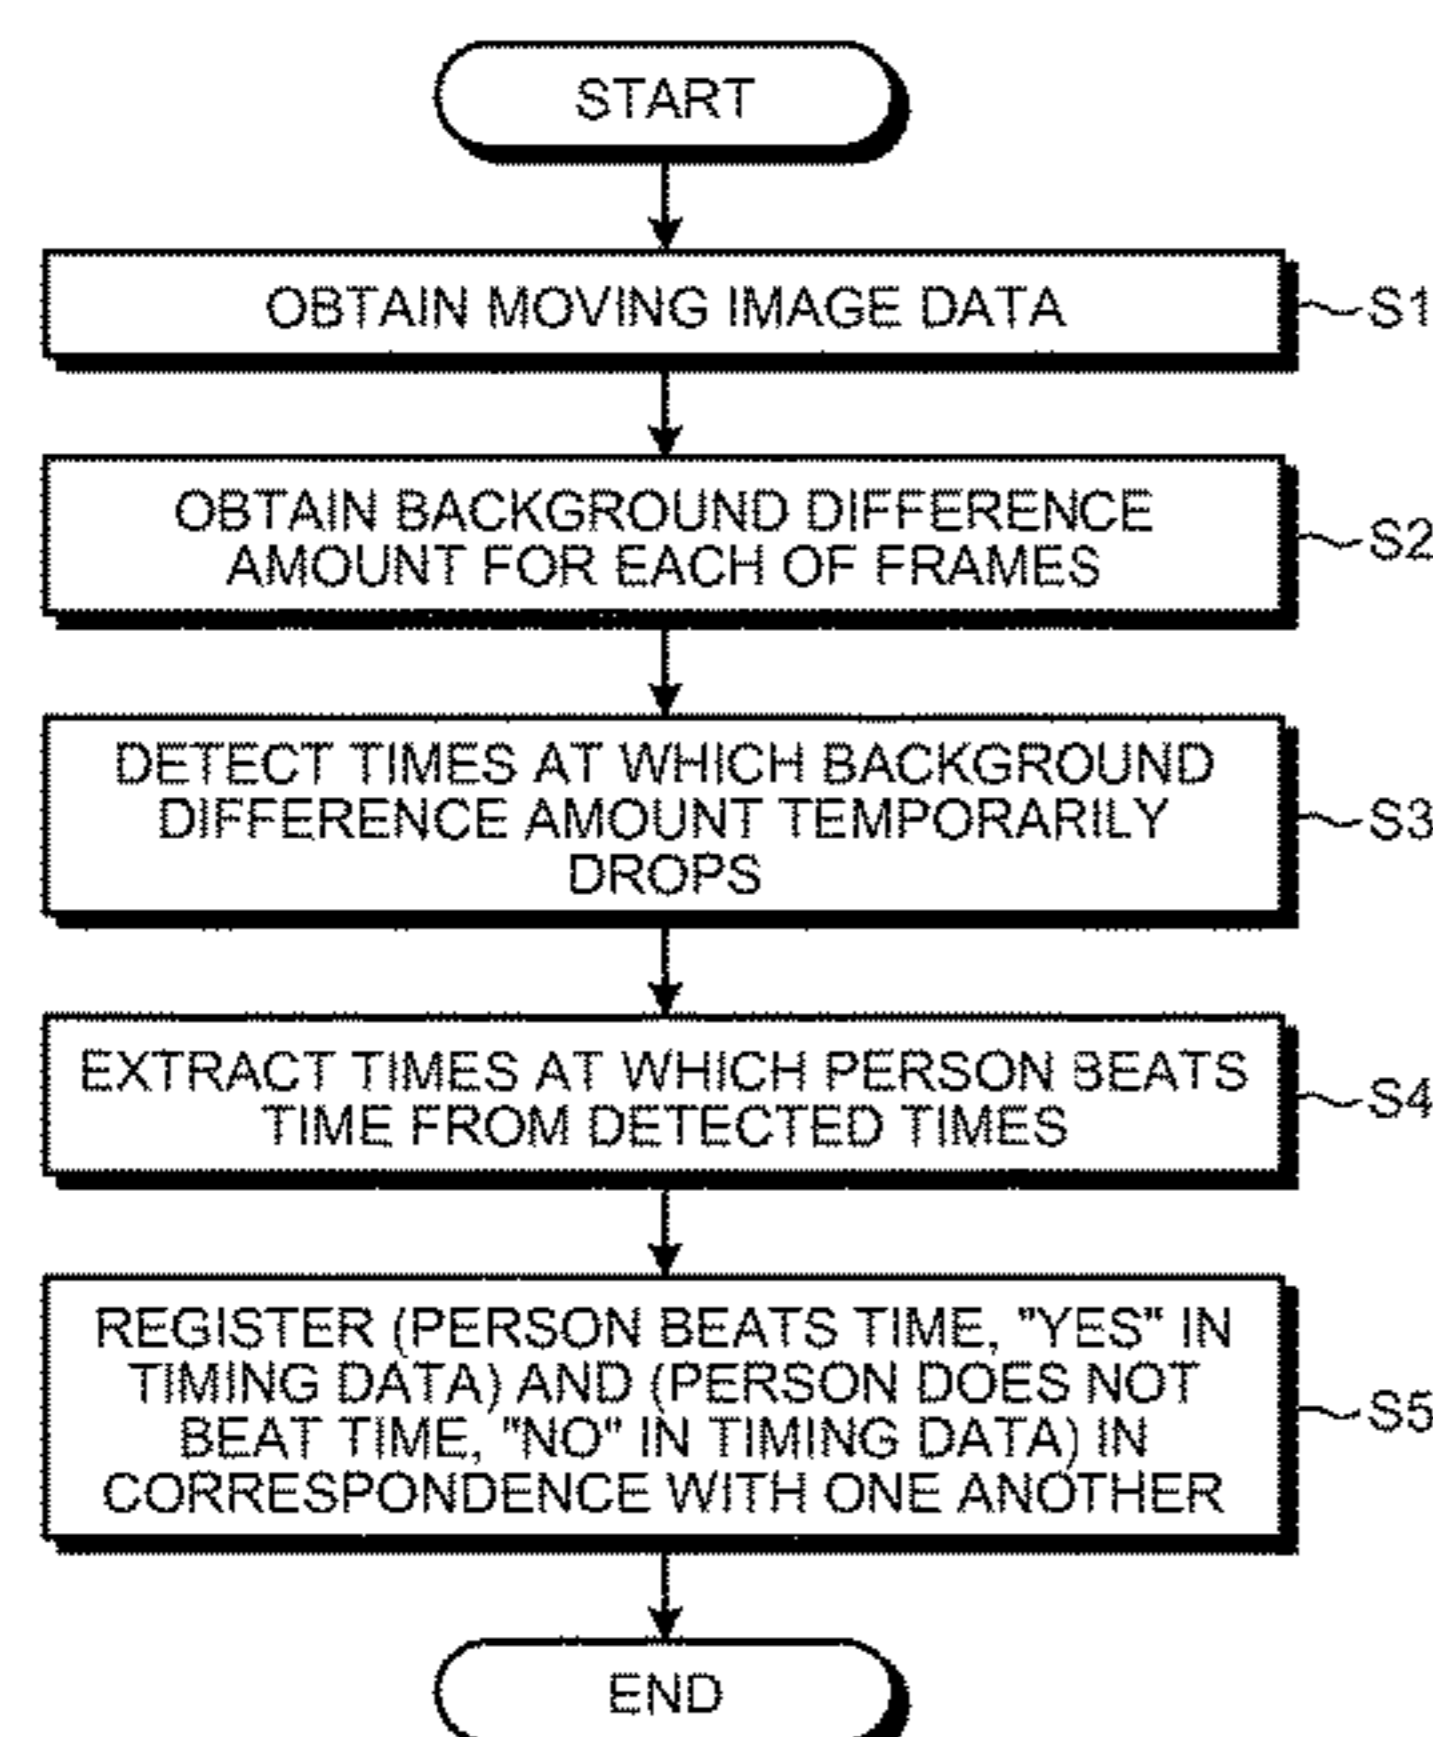 START
OBTAIN MOVING IMAGE DATA
S1
OBTAIN BACKGROUND DIFFERENCE
AMOUNT FOR EACH OF FRAMES
S2
DETECT TIMES AT WHICH BACKGROUND
DIFFERENCE AMOUNT TEMPORARILY
DROPS
S3
EXTRACT TIMES AT WHICH PERSON BEATS
TIME FROM DETECTED TIMES
S4
REGISTER (PERSON BEATS TIME, "YES" IN
TIMING DATA) AND (PERSON DOES NOT
BEAT TIME, "NO" IN TIMING DATA) IN
CORRESPONDENCE WITH ONE ANOTHER
S5
END